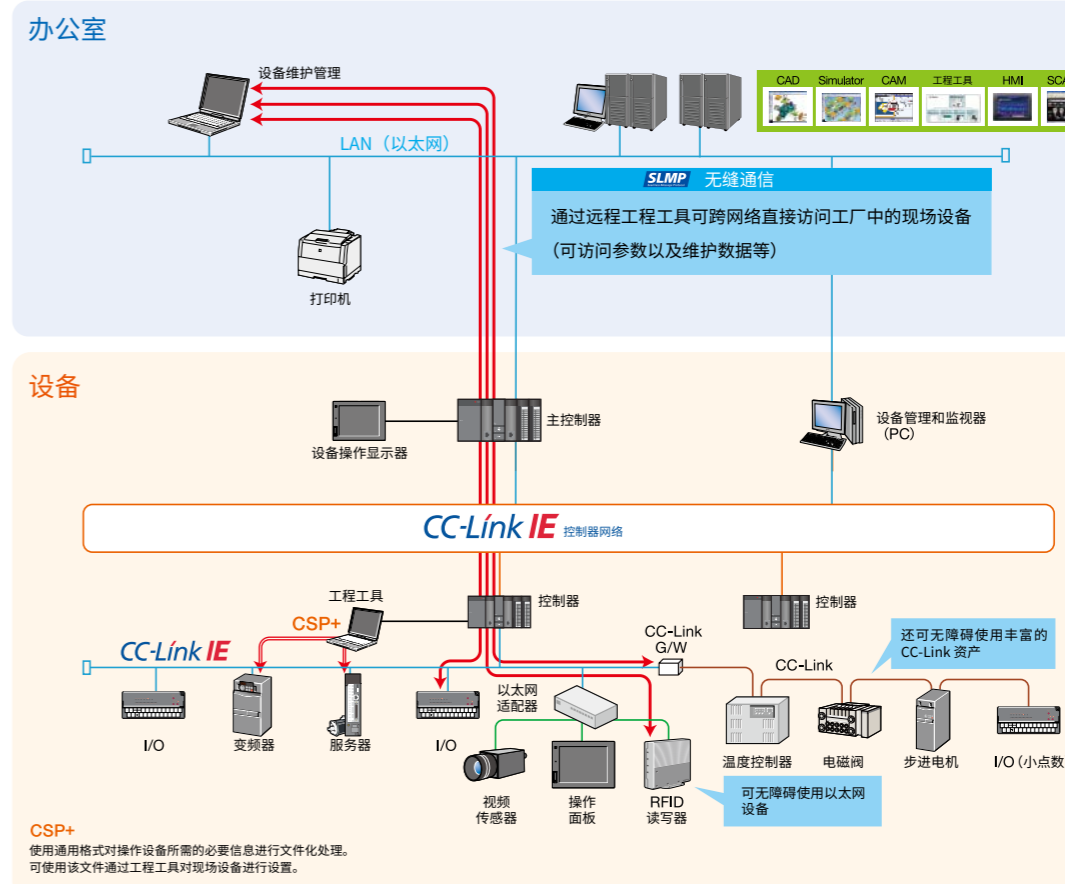 办公室
设备维护管理
CAD
Simulator
CAM
工程工具
HMI
LAN（以太网）
SLMP 无缝通信
通过远程工程工具可跨网络直接访问工厂中的现场设备
（可访问参数以及维护数据等）
打印机
设备
主控制器
设备操作显示器
设备管理和监视器
（PC）
CC-Link IE 控制器网络
工程工具
控制器
控制器
CSP+
CC-Link IE
CC-Link
G/W
CC-Link
还可无障碍使用丰富的
CC-Link 资产
以太网
适配器
I/O
变频器
服务器
I/O
温度控制器
电磁阀
步进电机
I/O（小点数
视频
传感器
操作
面板
RFID
读写器
可无障碍使用以太网
设备
CSP+
使用通用格式对操作设备所需的必要信息进行文件化处理。
可使用该文件通过工程工具对现场设备进行设置。